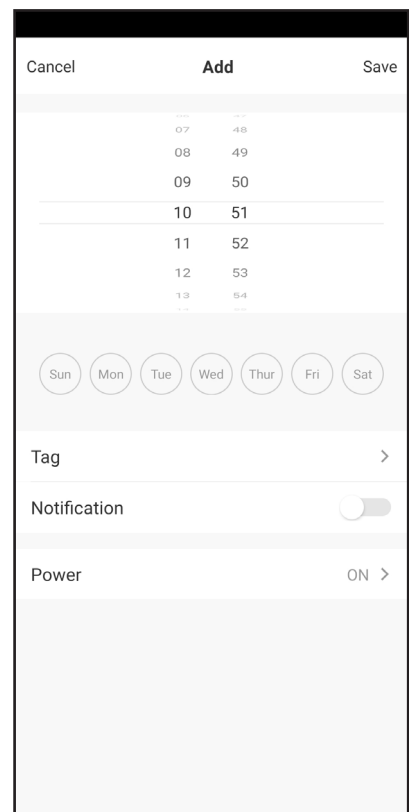 Cancel Add Save
07 48
08 49
09 50
10 51
11 52
12 53
13 54
Sun Mon Tue Wed Thur Fri Sat
Tag
Notification
Power ON